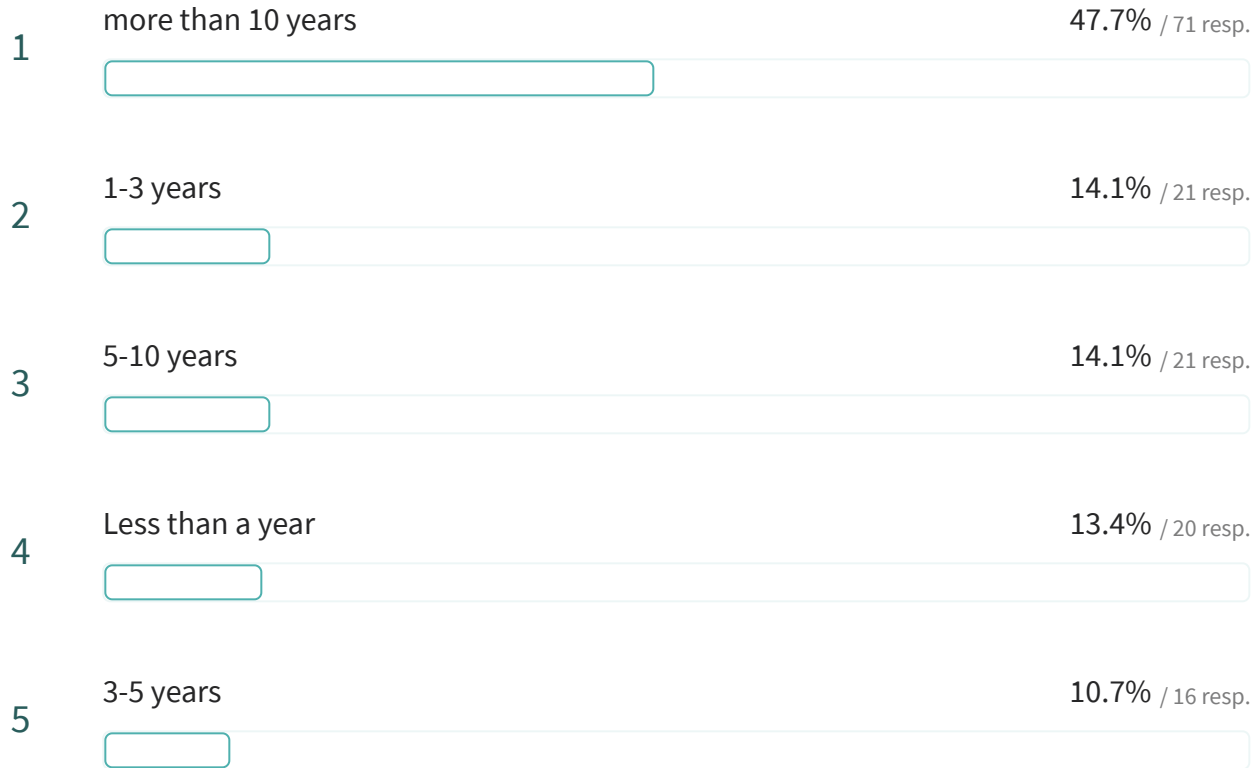 1 more than 10 years 47.7% / 71 resp.
2 1-3 years 14.1% / 21 resp.
3 5-10 years 14.1% / 21 resp.
4 Less than a year 13.4% / 20 resp.
5 3-5 years 10.7% / 16 resp.